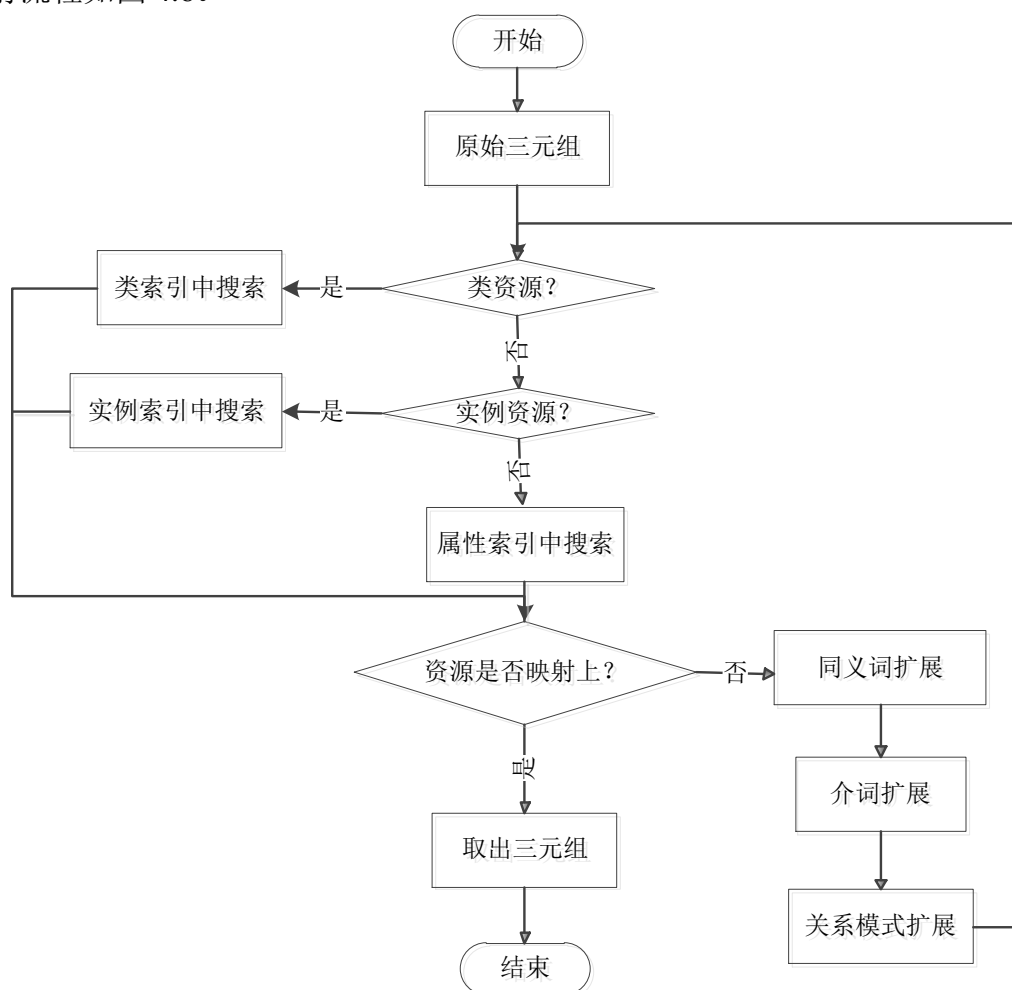 开始
原始三元组
类资源？
是
类索引中搜索
否
实例资源？
是
实例索引中搜索
否
属性索引中搜索
资源是否映射上？
否
同义词扩展
是
介词扩展
取出三元组
关系模式扩展
结束